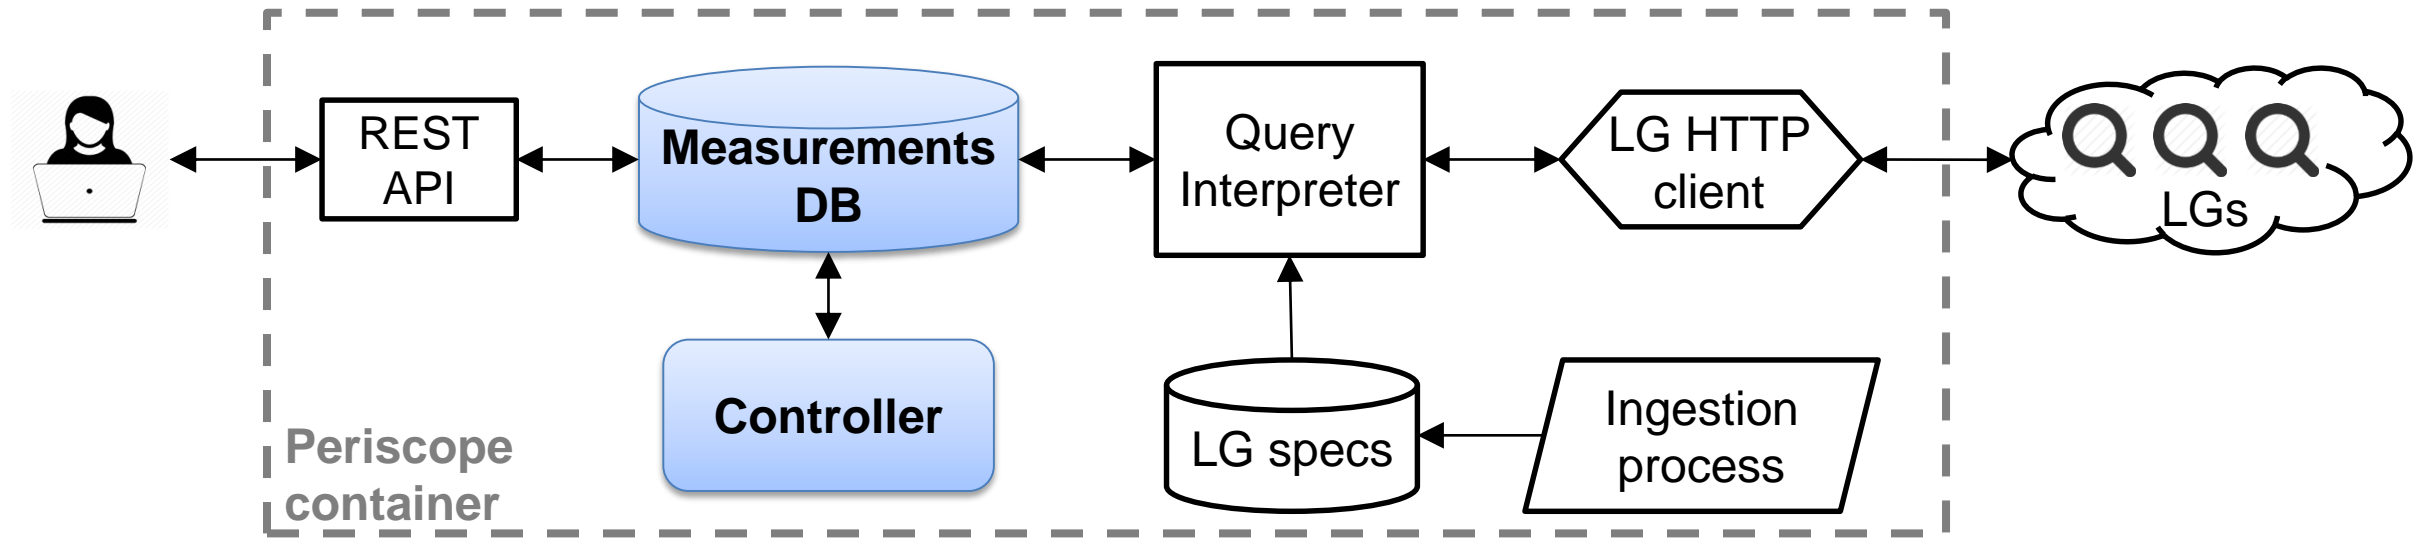 REST
API
Measurements
DB
Query
Interpreter
LG HTTP
client
LGs
Controller
LG specs
Ingestion
process
Periscope
container